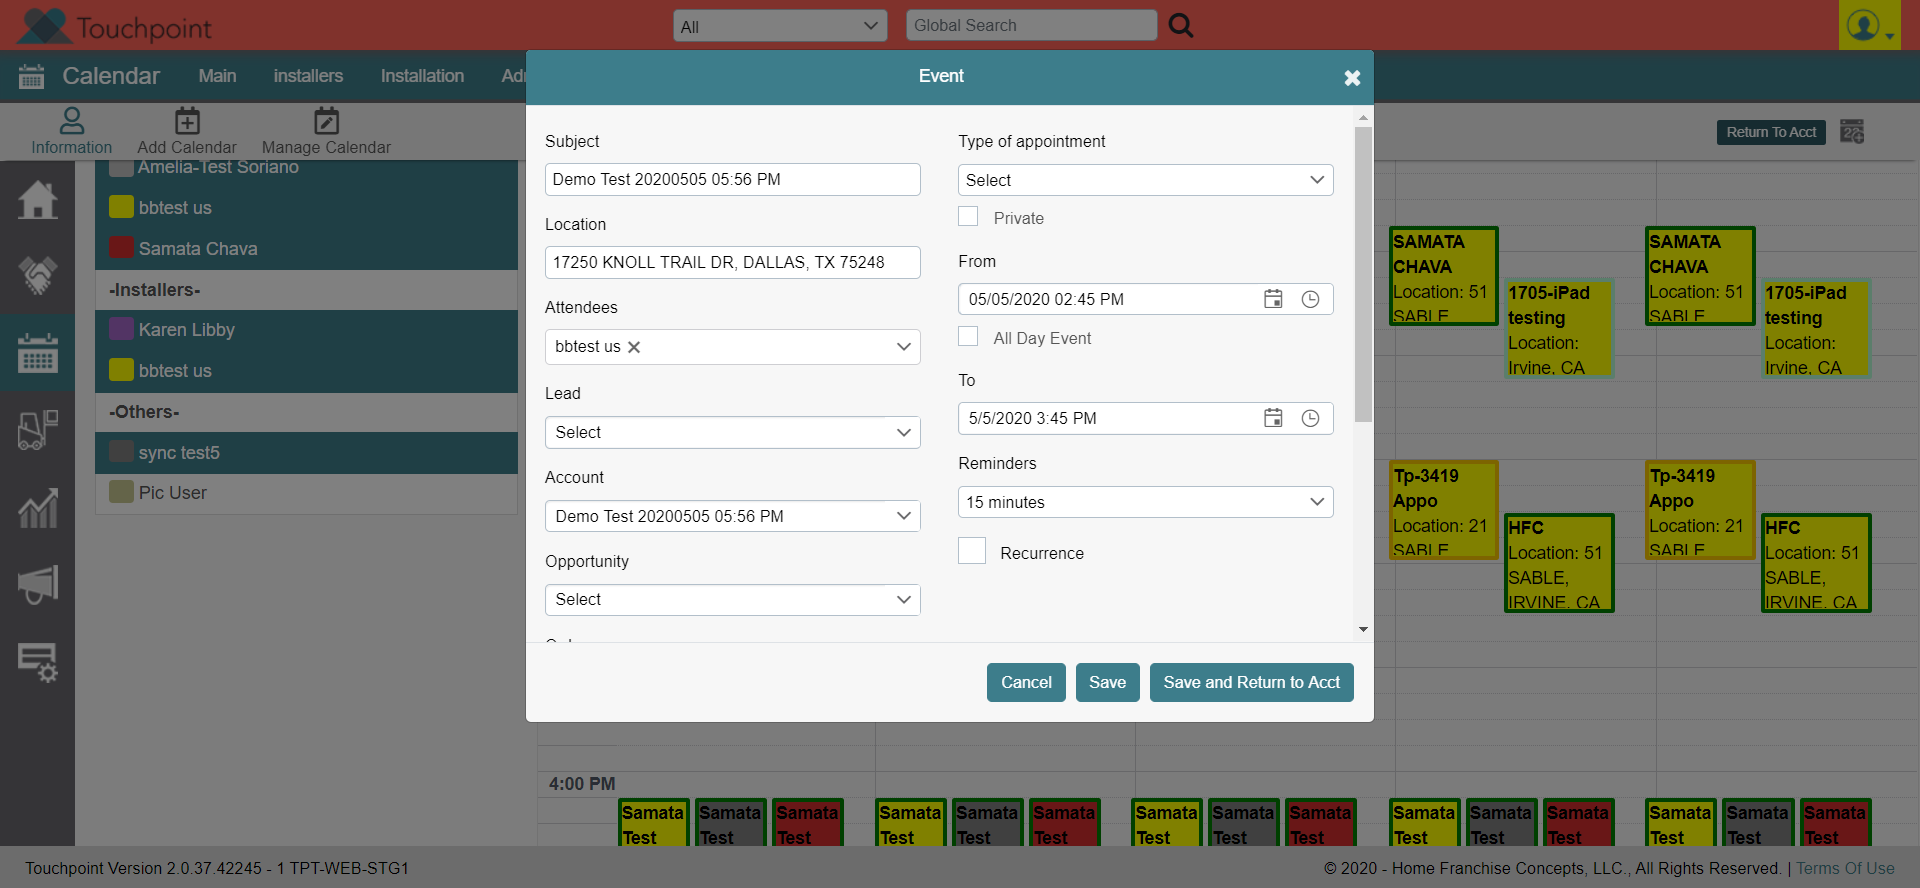 Touchpoint
All
Global Search
Calendar
Main
installers
Installation
Event
Information
Add Calendar
Manage Calendar
Return To Acct
Amelia-Test Soriano
bbtest us
Samata Chava
-Installers-
Karen Libby
bbtest us
-Others-
sync test5
Pic User
Subject
Demo Test 20200505 05:56 PM
Location
17250 KNOLL TRAIL DR, DALLAS, TX 75248
Attendees
bbtest us
Lead
Select
Account
Demo Test 20200505 05:56 PM
Opportunity
Select
Type of appointment
Select
Private
From
05/05/2020 02:45 PM
All Day Event
To
5/5/2020 3:45 PM
Reminders
15 minutes
Recurrence
Cancel
Save
Save and Return to Acct
SAMATA
CHAVA
Location: 51
SABLE
1705-iPad
testing
Location:
Irvine, CA
SAMATA
CHAVA
Location: 51
SABLE
1705-iPad
testing
Location:
Irvine, CA
Tp-3419
Appo
Location: 21
SABLE
HFC
Location: 51
SABLE,
IRVINE, CA
Tp-3419
Appo
Location: 21
SABLE
HFC
Location: 51
SABLE,
IRVINE, CA
4:00 PM
Samata
Test
Samata
Test
Samata
Test
Samata
Test
Samata
Test
Samata
Test
Samata
Test
Samata
Test
Samata
Test
Samata
Test
Samata
Test
Samata
Test
Samata
Test
Samata
Test
Samata
Test
Touchpoint Version 2.0.37.42245 - 1 TPT-WEB-STG1
© 2020 - Home Franchise Concepts, LLC., All Rights Reserved. | Terms Of Use